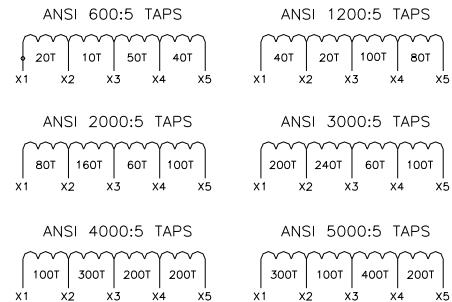 ANSI 600:5 TAPS
20T 10T 50T 40T
X1 X2 X3 X4 X5
ANSI 1200:5 TAPS
40T 20T 100T 80T
X1 X2 X3 X4 X5
ANSI 2000:5 TAPS
80T 160T 60T 100T
X1 X2 X3 X4 X5
ANSI 3000:5 TAPS
200T 240T 60T 100T
X1 X2 X3 X4 X5
ANSI 4000:5 TAPS
100T 300T 200T 200T
X1 X2 X3 X4 X5
ANSI 5000:5 TAPS
300T 100T 400T 200T
X1 X2 X3 X4 X5